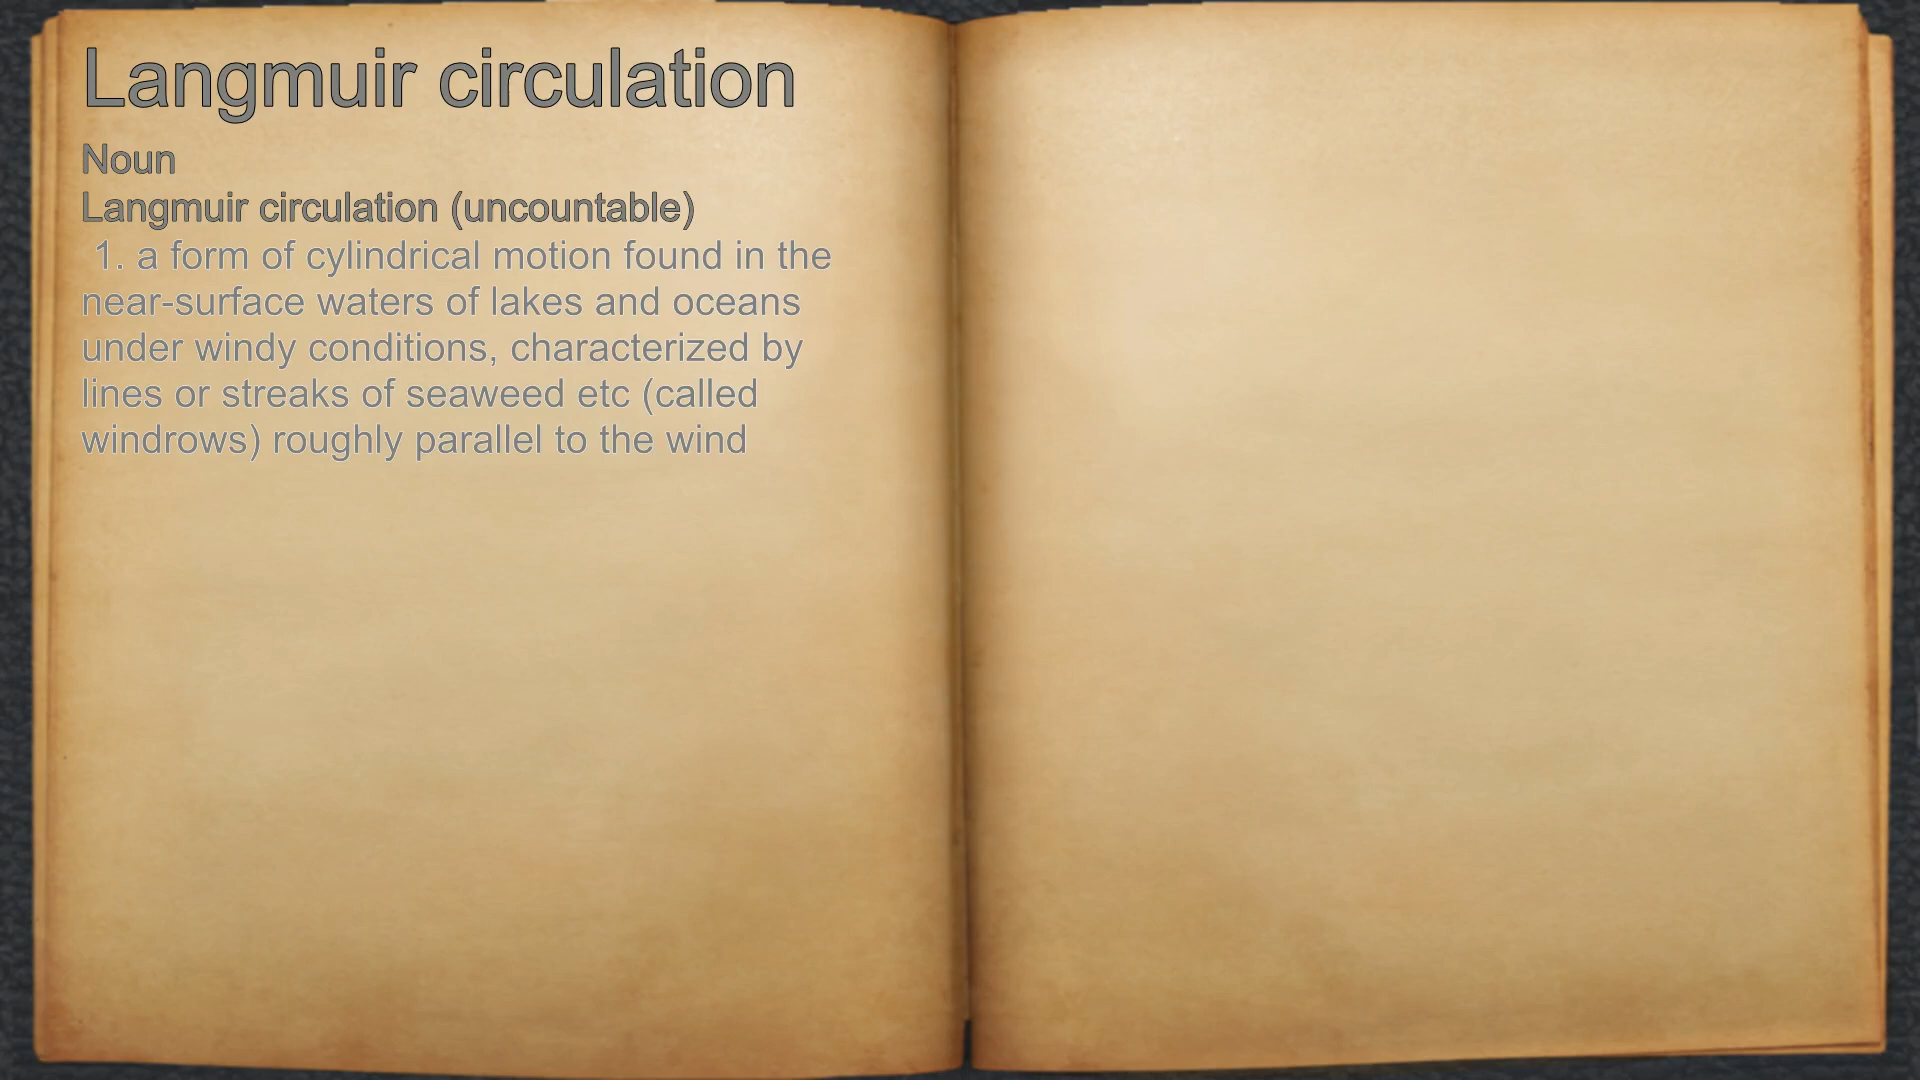 Langmuir circulation
Noun
Langmuir circulation (uncountable)
1. a form of cylindrical motion found in the
near-surface waters of lakes and oceans
under windy conditions, characterized by
lines or streaks of seaweed etc (called
windrows) roughly parallel to the wind